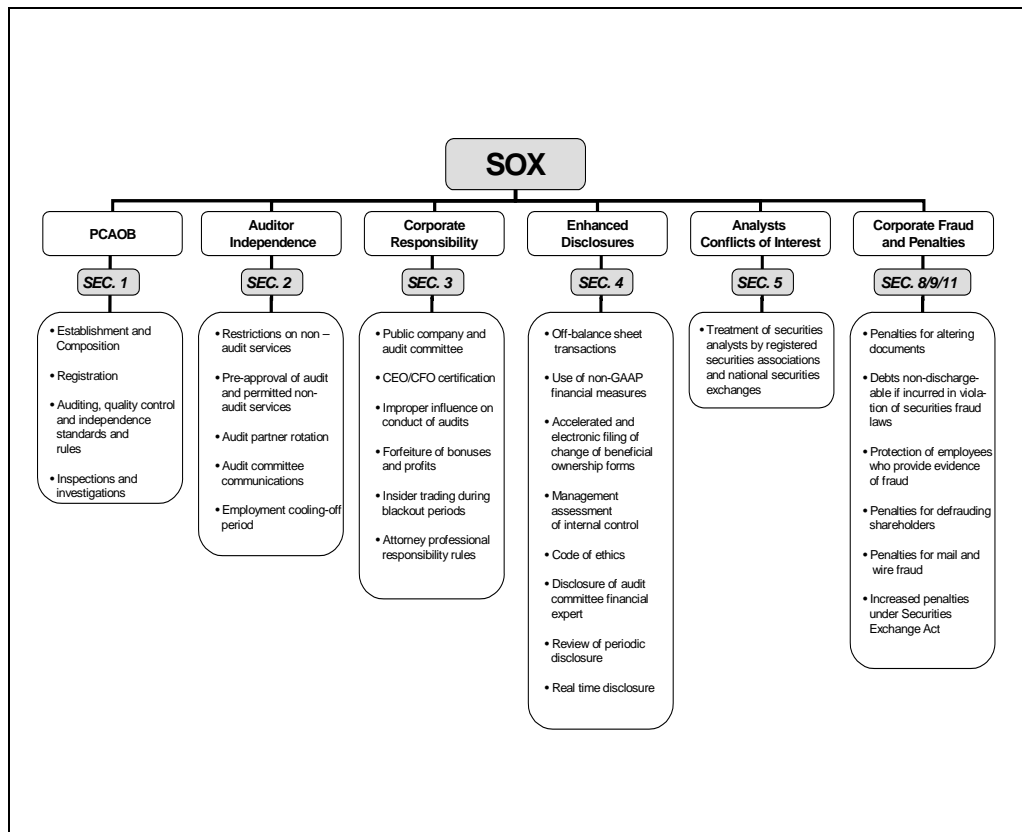 SOX
PCAOB
SEC. 1
• Establishment and
Composition
• Registration
• Auditing, quality control
and independence
standards and
rules
• Inspections and
investigations
Auditor
Independence
SEC. 2
• Restrictions on non –
audit services
• Pre-approval of audit
and permitted non-
audit services
• Audit partner rotation
• Audit committee
communications
• Employment cooling-off
period
Corporate
Responsibility
SEC. 3
• Public company and
audit committee
• CEO/CFO certification
• Improper influence on
conduct of audits
• Forfeiture of bonuses
and profits
• Insider trading during
blackout periods
• Attorney professional
responsibility rules
Enhanced
Disclosures
SEC. 4
• Off-balance sheet
transactions
• Use of non-GAAP
financial measures
• Accelerated and
electronic filing of
change of beneficial
ownership forms
• Management
assessment
of internal control
• Code of ethics
• Disclosure of audit
committee financial
expert
• Review of periodic
disclosure
• Real time disclosure
Analysts
Conflicts of Interest
SEC. 5
• Treatment of securities
analysts by registered
securities associations
and national securities
exchanges
Corporate Fraud
and Penalties
SEC. 8/9/11
• Penalties for altering
documents
• Debts non-discharge-
able if incurred in viola-
tion of securities fraud
laws
• Protection of employees
who provide evidence
of fraud
• Penalties for defrauding
shareholders
• Penalties for mail and
wire fraud
• Increased penalties
under Securities
Exchange Act